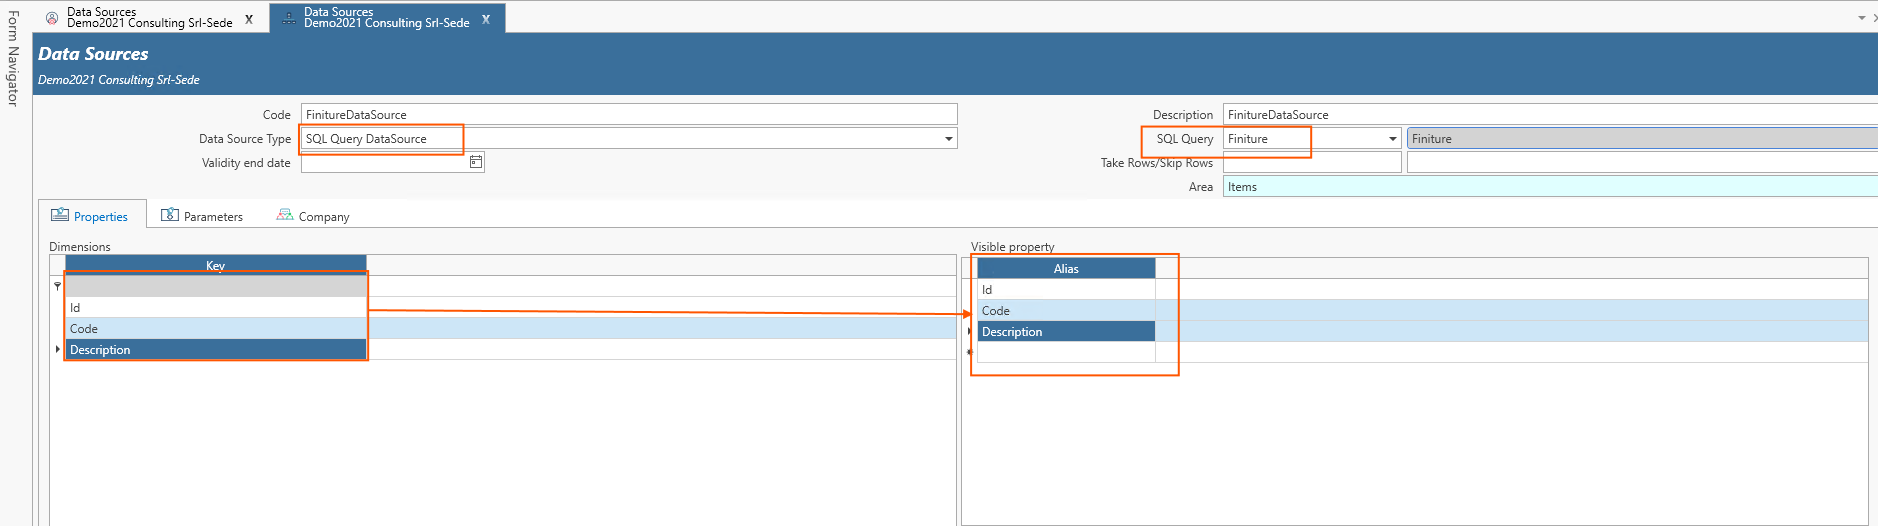 Form Navigator
Data Sources
Demo2021 Consulting Srl-Sede X
Data Sources
Demo2021 Consulting Srl-Sede X
Data Sources
Demo2021 Consulting Srl-Sede
Code FinitureDataSource
Description FinitureDataSource
Data Source Type SQL Query DataSource
SQL Query Finiture Finiture
Validity end date
Take Rows/Skip Rows
Area Items
Properties Parameters Company
Dimensions
Key
Id
Code
Description
Visible property
Alias
Id
Code
Description